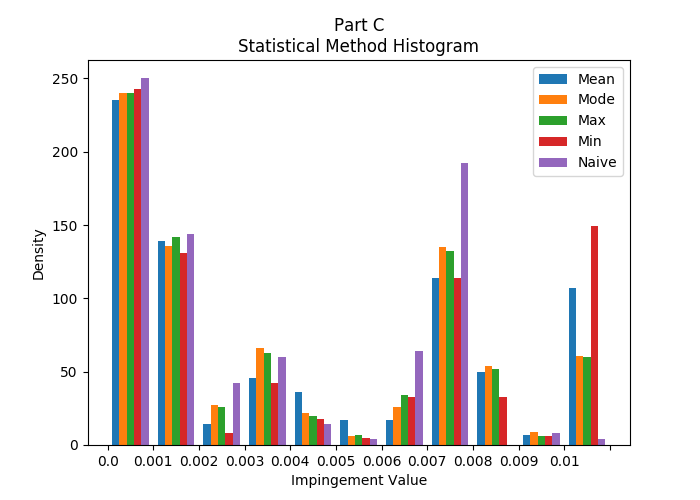 Part C
Statistical Method Histogram
Mean
Mode
Max
Min
Naive
250
200
150
100
50
0
Density
0.0 0.001 0.002 0.003 0.004 0.005 0.006 0.007 0.008 0.009 0.01
Impingement Value